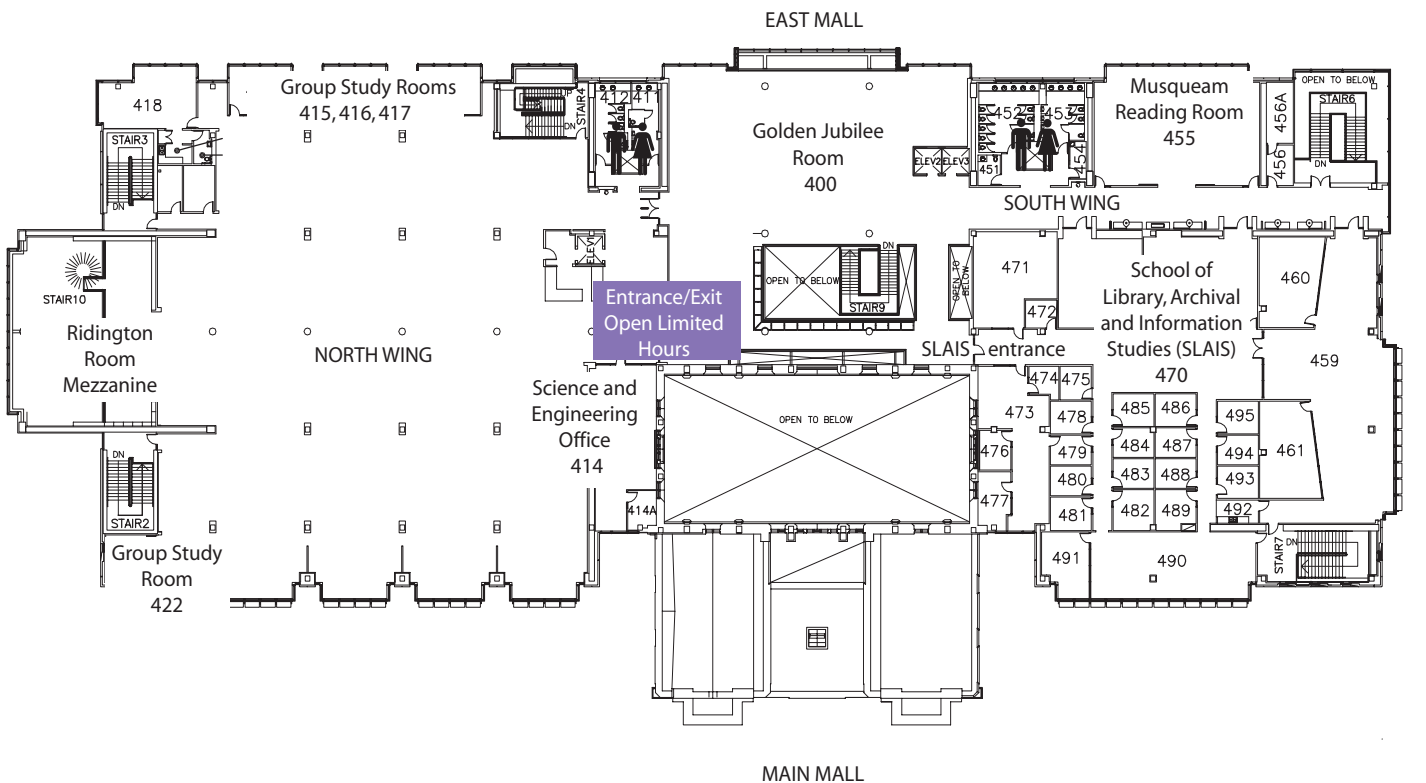 EAST MALL
Group Study Rooms
415, 416, 417
418
STAIR3
DN
STAIR4
DN
412
411
Golden Jubilee
Room
400
ELEV2
ELEV3
452
453
451
454
Musqueam
Reading Room
455
456A
456
OPEN TO BELOW
STAIR6
DN
SOUTH WING
STAIR10
Ridington
Room
Mezzanine
NORTH WING
ELEV1
Entrance/Exit
Open Limited
Hours
OPEN TO BELOW
DN
STAIR9
OPEN TO
BELOW
471
472
SLAIS entrance
School of
Library, Archival
and Information
Studies (SLAIS)
470
460
459
461
Science and
Engineering
Office
414
414A
OPEN TO BELOW
473
474
475
476
477
478
479
480
481
485
486
484
487
483
488
482
489
495
494
493
492
491
490
STAIR7
DN
DN
STAIR2
Group Study
Room
422
MAIN MALL